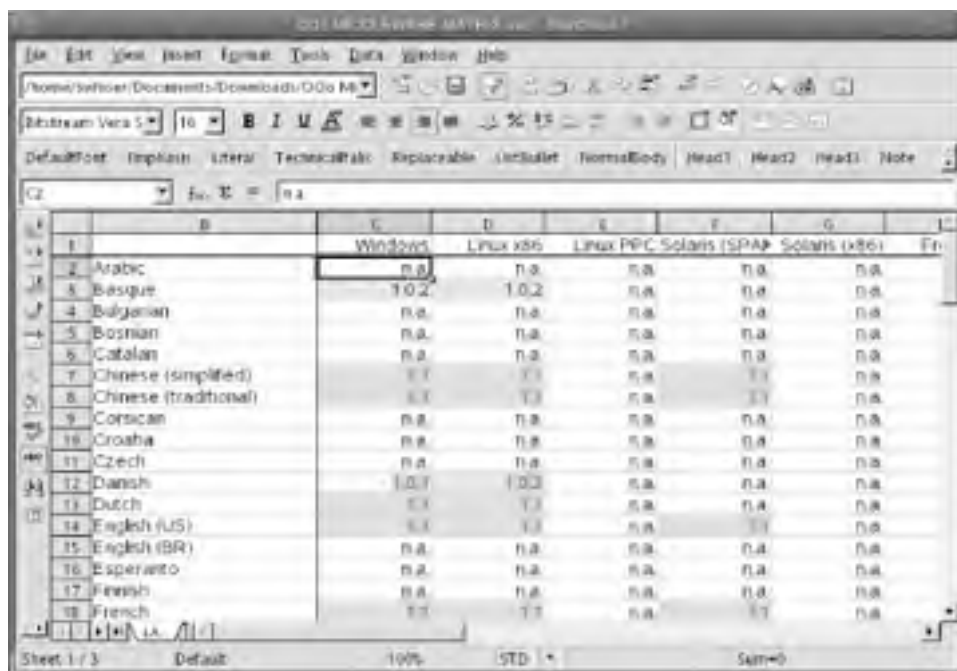 File Edit View Insert Format Tools Data Window Help
/home/
16 B I U A %
DefaultFont Emphasis Literal TechnicalItalic Replaceable ListBullet NormalBody Head1 Head2 Head3 Note
C2 = n.a.
B C D E F G
1 Windows Linux x86 Linux PPC Solaris (SPA Solaris (x86)
2 Arabic n.a. n.a. n.a. n.a. n.a.
3 Basque 1.0.2 1.0.2 n.a. n.a. n.a.
4 Bulgarian n.a. n.a. n.a. n.a. n.a.
5 Bosnian n.a. n.a. n.a. n.a. n.a.
6 Catalan n.a. n.a. n.a. n.a. n.a.
7 Chinese (simplified) n.a. n.a.
8 Chinese (traditional) n.a. n.a.
9 Corsican n.a. n.a. n.a. n.a. n.a.
10 Croatia n.a. n.a. n.a. n.a. n.a.
11 Czech n.a. n.a. n.a. n.a. n.a.
12 Danish n.a. n.a. n.a.
13 Dutch n.a. n.a. n.a.
14 English (US) n.a. n.a.
15 English (BR) n.a. n.a. n.a. n.a. n.a.
16 Esperanto n.a. n.a. n.a. n.a. n.a.
17 Finnish n.a. n.a. n.a. n.a. n.a.
18 French n.a. n.a.
Sheet 1 / 3 Default 100% STD * Sum=0